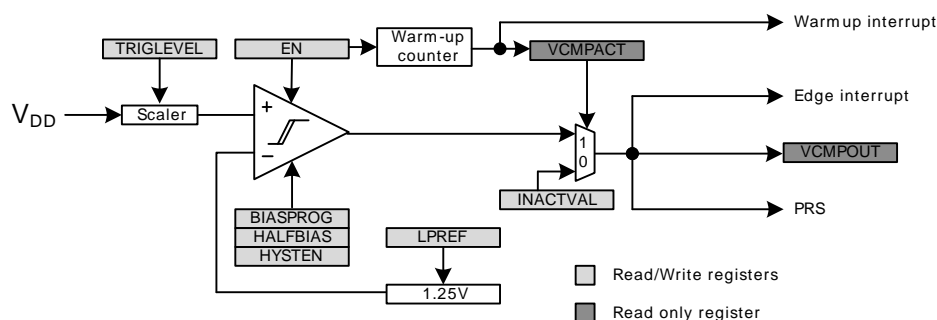 Warmup interrupt
TRIGLEVEL
EN
Warm-up
counter
VCMPACT
VDD
Scaler
+
Edge interrupt
−
1
0
VCMPOUT
INACTVAL
PRS
BIASPROG
HALFBIAS
HYSTEN
LPREF
1.25V
Read/Write registers
Read only register